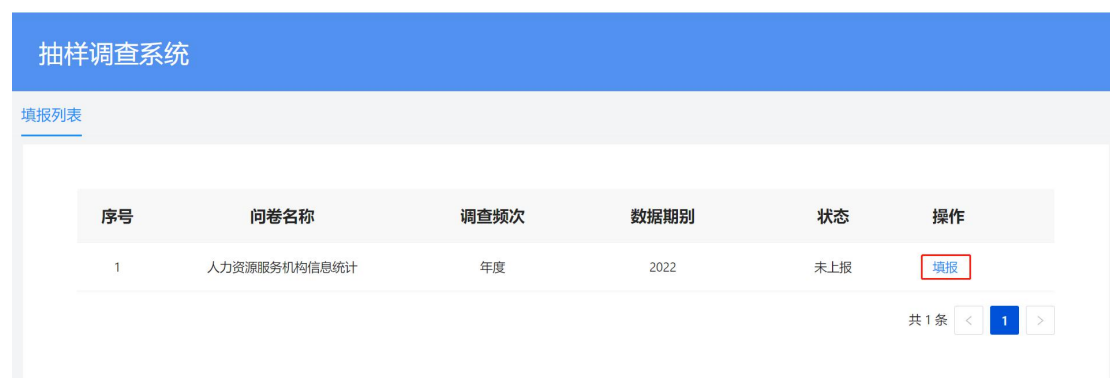 抽样调查系统
填报列表
序号 问卷名称 调查频次 数据期别 状态 操作
1 人力资源服务机构信息统计 年度 2022 未上报 填报
共 1 条 < 1 >